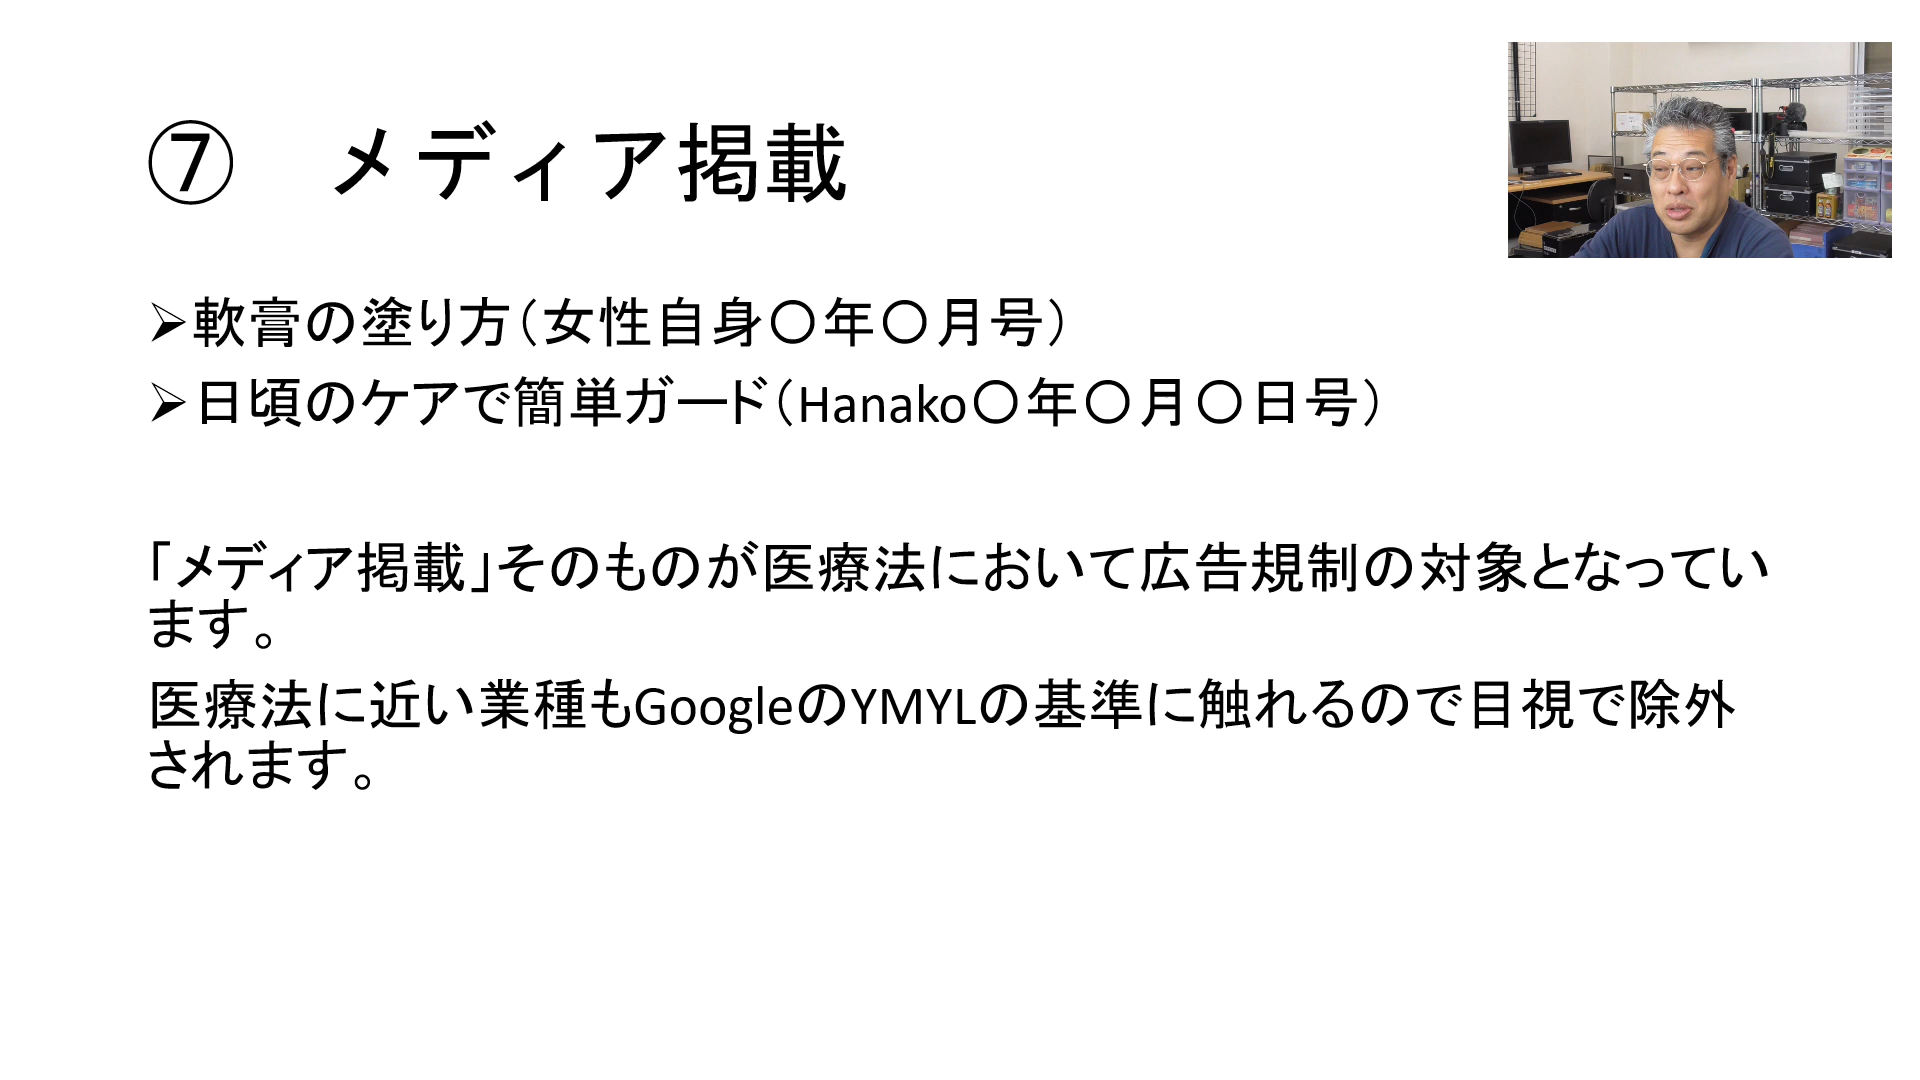 ⑦　メディア掲載
➢軟膏の塗り方（女性自身〇年〇月号）
➢日頃のケアで簡単ガード（Hanako〇年〇月〇日号）
「メディア掲載」そのものが医療法において広告規制の対象となってい
ます。
医療法に近い業種もGoogleのYMYLの基準に触れるので目視で除外
されます。